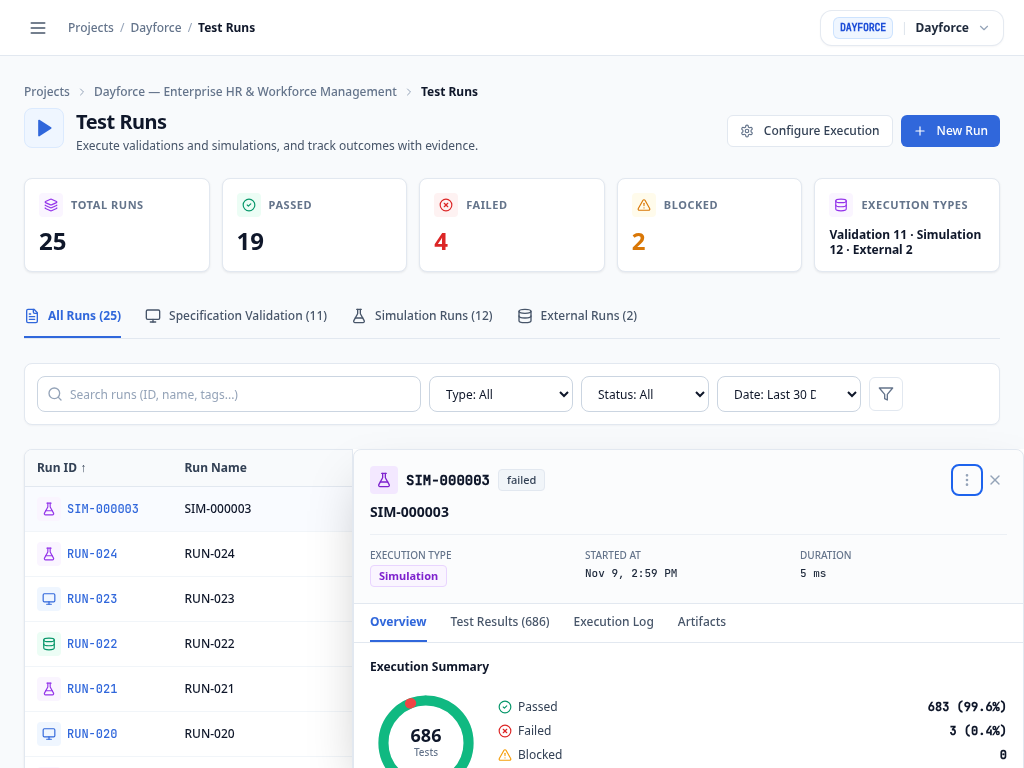 Projects / Dayforce / Test Runs
DAYFORCE Dayforce
Projects > Dayforce — Enterprise HR & Workforce Management > Test Runs
Test Runs
Execute validations and simulations, and track outcomes with evidence.
Configure Execution
+ New Run
TOTAL RUNS
25
PASSED
19
FAILED
4
BLOCKED
2
EXECUTION TYPES
Validation 11 · Simulation
12 · External 2
All Runs (25) Specification Validation (11) Simulation Runs (12) External Runs (2)
Search runs (ID, name, tags...) Type: All Status: All Date: Last 30 D
Run ID ↑ Run Name
SIM-000003 SIM-000003
RUN-024 RUN-024
RUN-023 RUN-023
RUN-022 RUN-022
RUN-021 RUN-021
RUN-020 RUN-020
SIM-000003 failed
SIM-000003
EXECUTION TYPE
Simulation
STARTED AT
Nov 9, 2:59 PM
DURATION
5 ms
Overview Test Results (686) Execution Log Artifacts
Execution Summary
686
Tests
Passed 683 (99.6%)
Failed 3 (0.4%)
Blocked 0